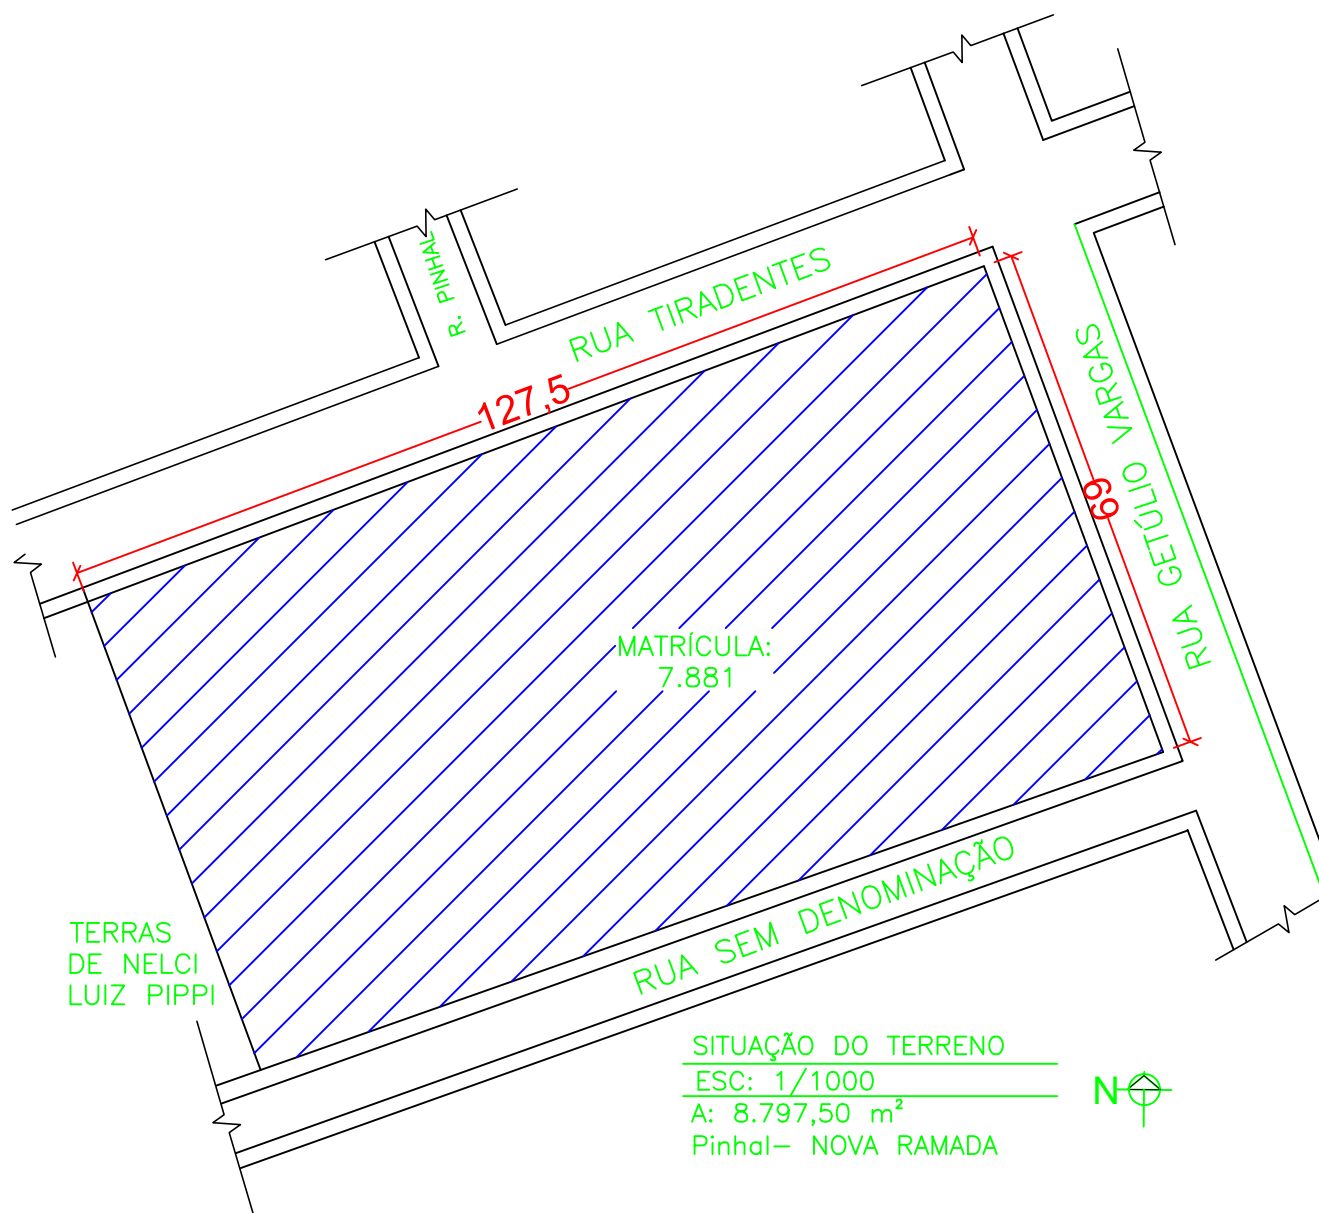 R. PINHAL
RUA TIRADENTES
127,5
RUA GETÚLIO VARGAS
69
MATRÍCULA:
7.881
TERRAS
DE NELCI
LUIZ PIPPI
RUA SEM DENOMINAÇÃO
SITUAÇÃO DO TERRENO
ESC: 1/1000
A: 8.797,50 m²
Pinhal- NOVA RAMADA
N